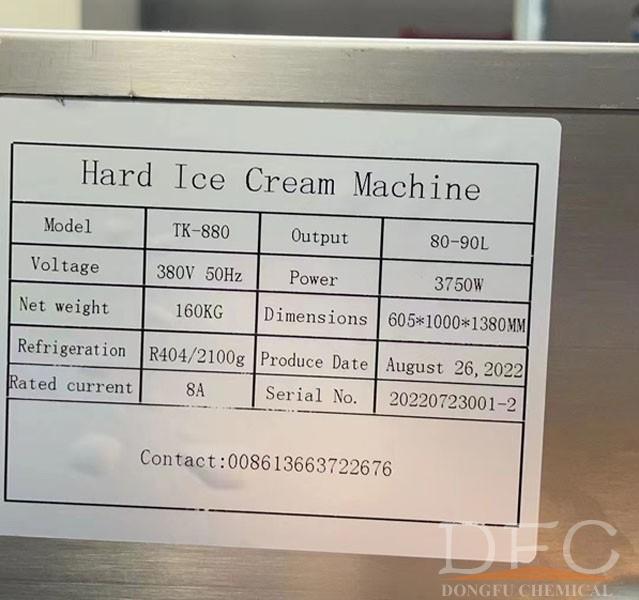 Hard Ice Cream Machine
Model TK-880 Output 80-90L
Voltage 380V 50Hz Power 3750W
Net weight 160KG Dimensions 605*1000*1380MM
Refrigeration R404/2100g Produce Date August 26,2022
Rated current 8A Serial No. 20220723001-2
Contact:008613663722676
DFC
DONGFU CHEMICAL